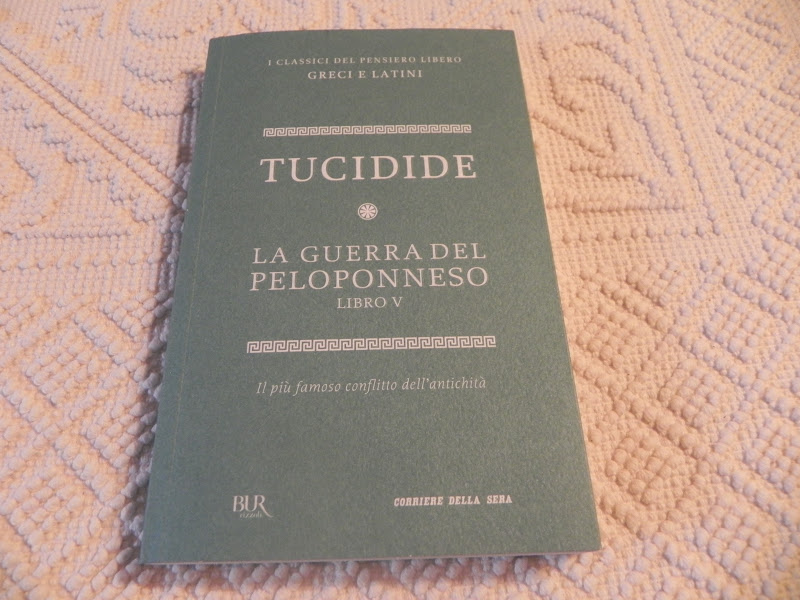 I CLASSICI DEL PENSIERO LIBERO
GRECI E LATINI
TUCIDIDE
LA GUERRA DEL
PELOPONNESO
LIBRO V
Il più famoso conflitto dell'antichità
BUR
rizzoli
CORRIERE DELLA SERA